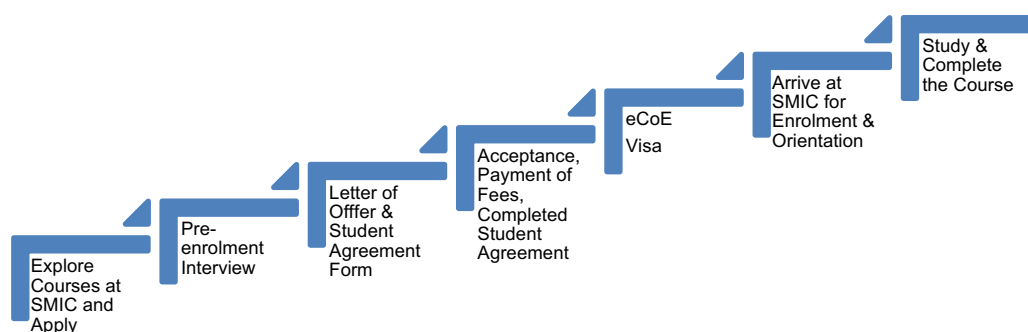 Explore
Courses at
SMIC and
Apply
Pre-
enrolment
Interview
Letter of
Offfer &
Student
Agreement
Form
Acceptance,
Payment of
Fees,
Completed
Student
Agreement
eCoE
Visa
Arrive at
SMIC for
Enrolment &
Orientation
Study &
Complete
the Course